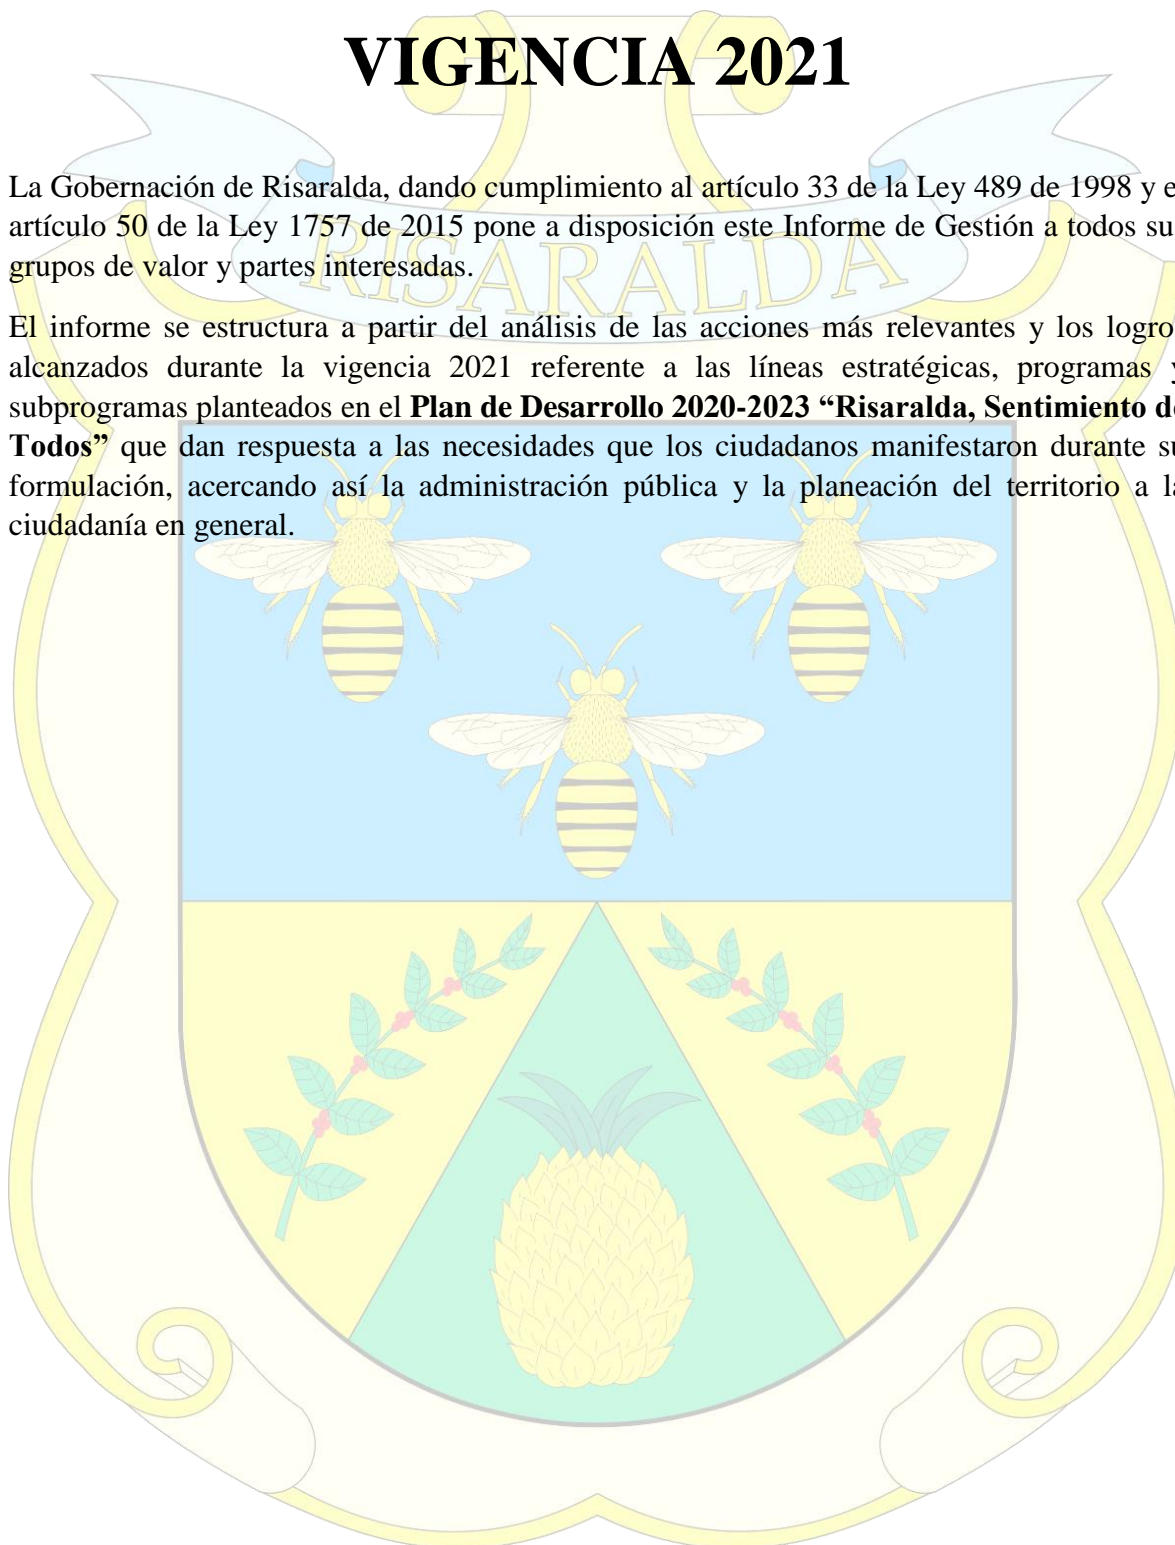 VIGENCIA 2021
La Gobernación de Risaralda, dando cumplimiento al artículo 33 de la Ley 489 de 1998 y e
artículo 50 de la Ley 1757 de 2015 pone a disposición este Informe de Gestión a todos su
grupos de valor y partes interesadas.
RISARALDA
El informe se estructura a partir del análisis de las acciones más relevantes y los logro
alcanzados durante la vigencia 2021 referente a las líneas estratégicas, programas y
subprogramas planteados en el Plan de Desarrollo 2020-2023 “Risaralda, Sentimiento de
Todos” que dan respuesta a las necesidades que los ciudadanos manifestaron durante su
formulación, acercando así la administración pública y la planeación del territorio a la
ciudadanía en general.